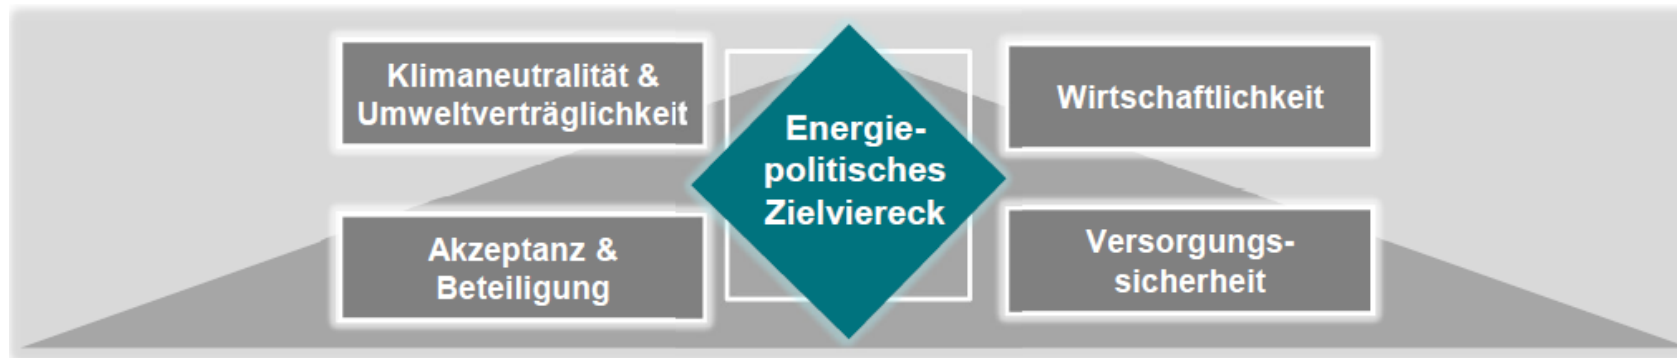 Klimaneutralität &
Umweltverträglichkeit
Energie-
politisches
Zielviereck
Wirtschaftlichkeit
Akzeptanz &
Beteiligung
Versorgungs-
sicherheit